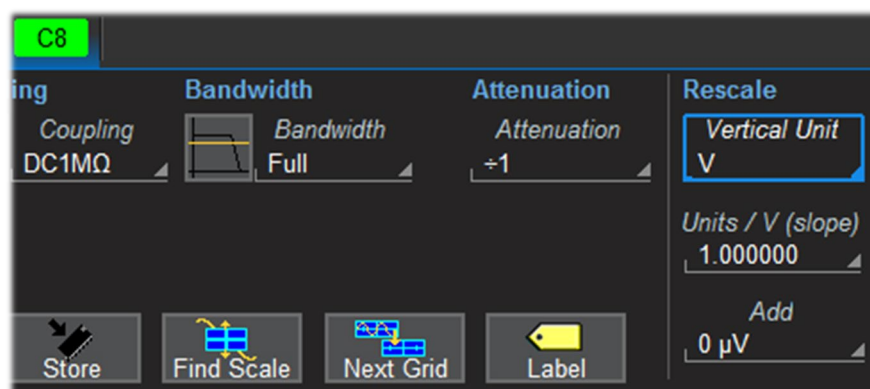 C8
ing Bandwidth Attenuation Rescale
Coupling Bandwidth Attenuation Vertical Unit
DC1MΩ Full ÷1 V
Units / V (slope)
1.000000
Add
0 µV
Store Find Scale Next Grid Label